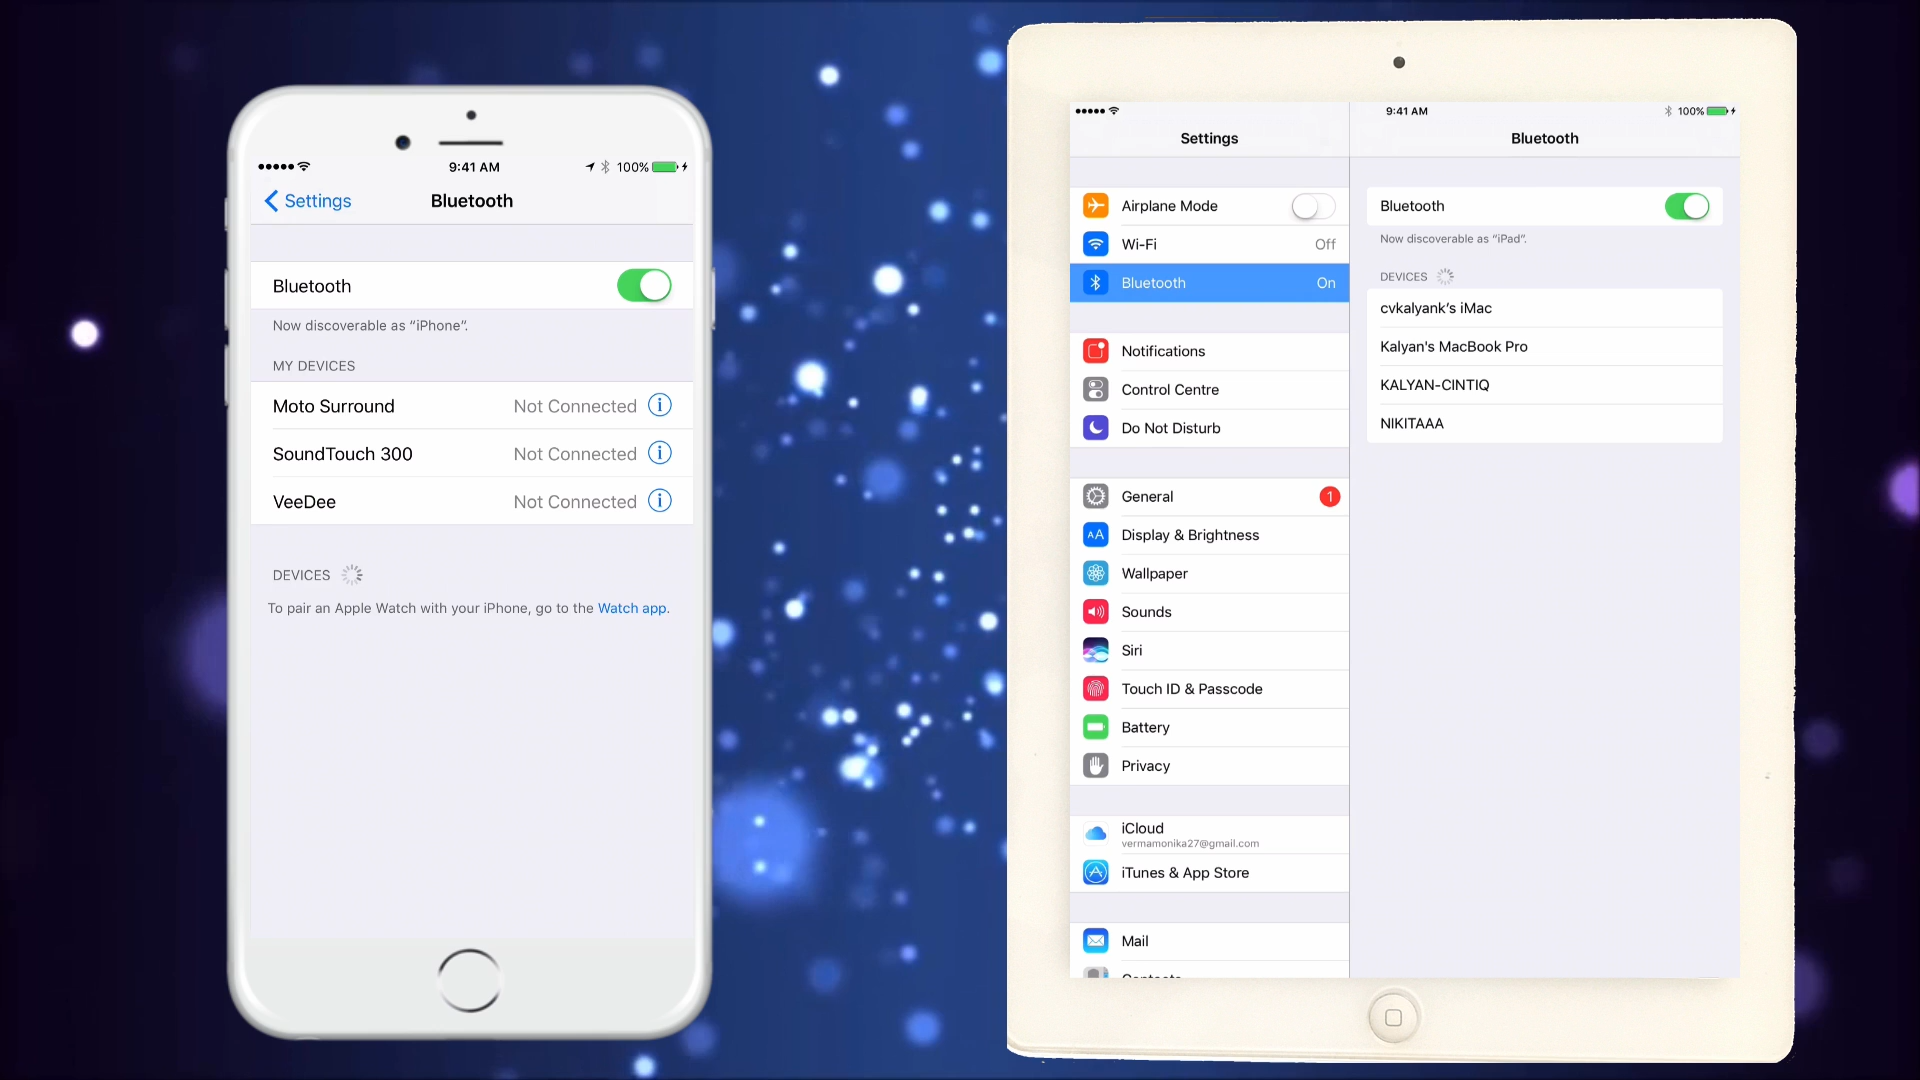 9:41 AM
100%
Settings
Bluetooth
Bluetooth
Now discoverable as “iPhone”.
MY DEVICES
Moto Surround Not Connected
SoundTouch 300 Not Connected
VeeDee Not Connected
DEVICES
To pair an Apple Watch with your iPhone, go to the Watch app.
Settings
Airplane Mode
Wi-Fi Off
Bluetooth On
Notifications
Control Centre
Do Not Disturb
General 1
AA Display & Brightness
Wallpaper
Sounds
Siri
Touch ID & Passcode
Battery
Privacy
iCloud
vermamonika27@gmail.com
iTunes & App Store
Mail
Contacts
9:41 AM 100%
Bluetooth
Bluetooth
Now discoverable as “iPad”.
DEVICES
cvkalyank’s iMac
Kalyan's MacBook Pro
KALYAN-CINTIQ
NIKITAAA